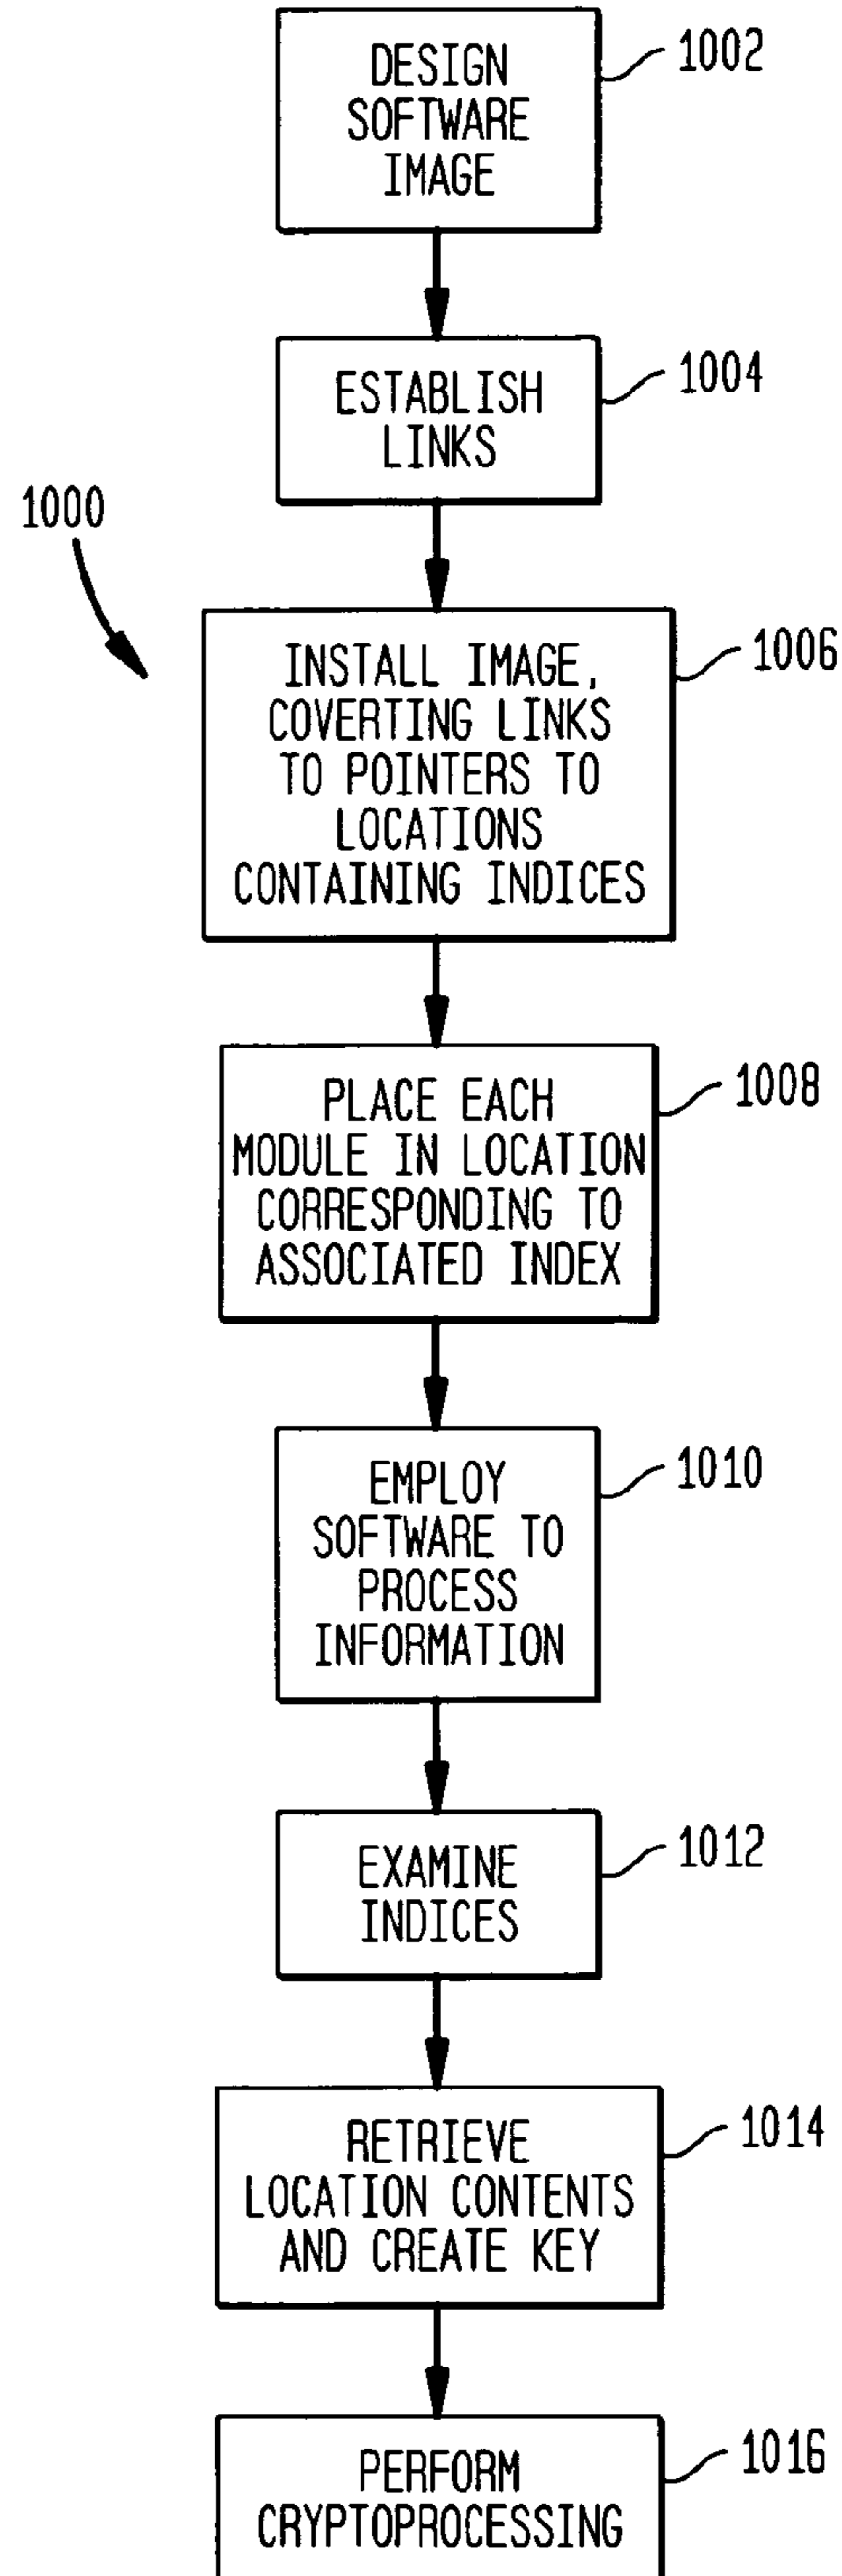 DESIGN
SOFTWARE
IMAGE
1002
ESTABLISH
LINKS
1004
1000
INSTALL IMAGE,
COVERTING LINKS
TO POINTERS TO
LOCATIONS
CONTAINING INDICES
1006
PLACE EACH
MODULE IN LOCATION
CORRESPONDING TO
ASSOCIATED INDEX
1008
EMPLOY
SOFTWARE TO
PROCESS
INFORMATION
1010
EXAMINE
INDICES
1012
RETRIEVE
LOCATION CONTENTS
AND CREATE KEY
1014
PERFORM
CRYPTOPROCESSING
1016